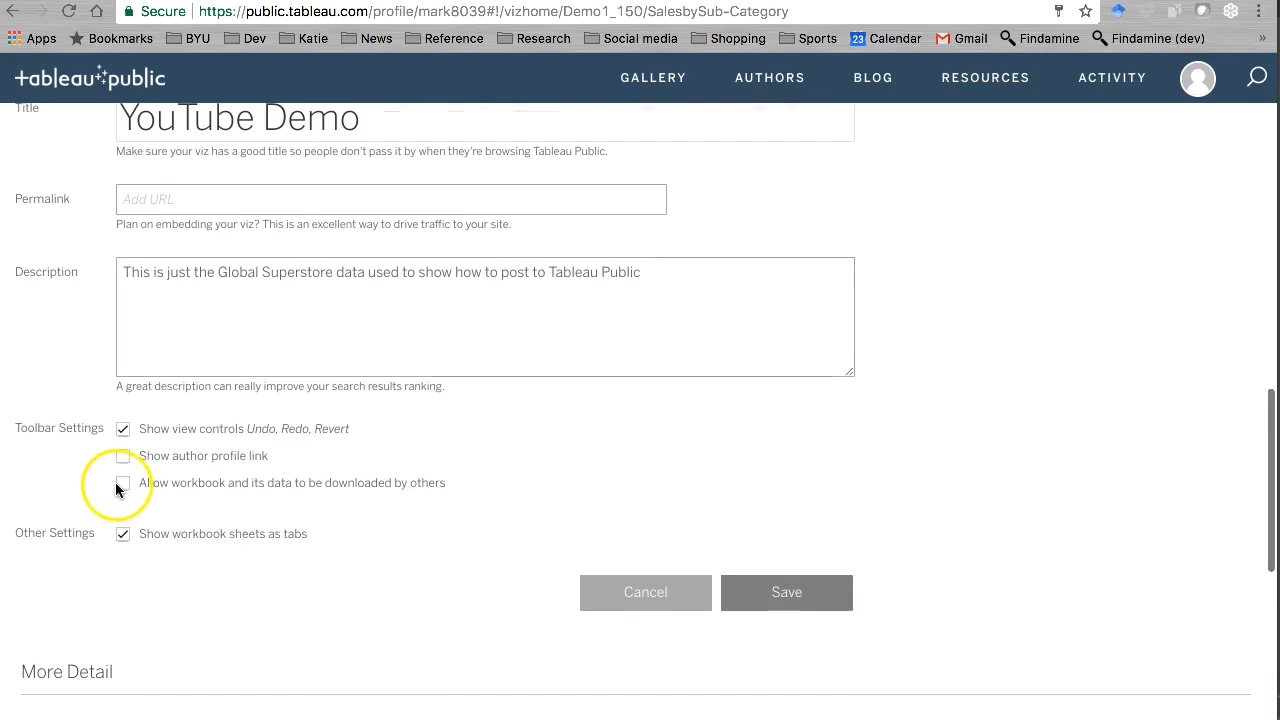 Secure https://public.tableau.com/profile/mark8039#!/vizhome/Demo1_150/SalesbySub-Category
Apps Bookmarks BYU Dev Katie News Reference Research Social media Shopping Sports 23 Calendar Gmail Findamine Findamine (dev) »
+ableau+public GALLERY AUTHORS BLOG RESOURCES ACTIVITY
Title YouTube Demo
Make sure your viz has a good title so people don't pass it by when they're browsing Tableau Public.
Permalink Add URL
Plan on embedding your viz? This is an excellent way to drive traffic to your site.
Description This is just the Global Superstore data used to show how to post to Tableau Public
A great description can really improve your search results ranking.
Toolbar Settings Show view controls Undo, Redo, Revert
Show author profile link
Allow workbook and its data to be downloaded by others
Other Settings Show workbook sheets as tabs
Cancel Save
More Detail